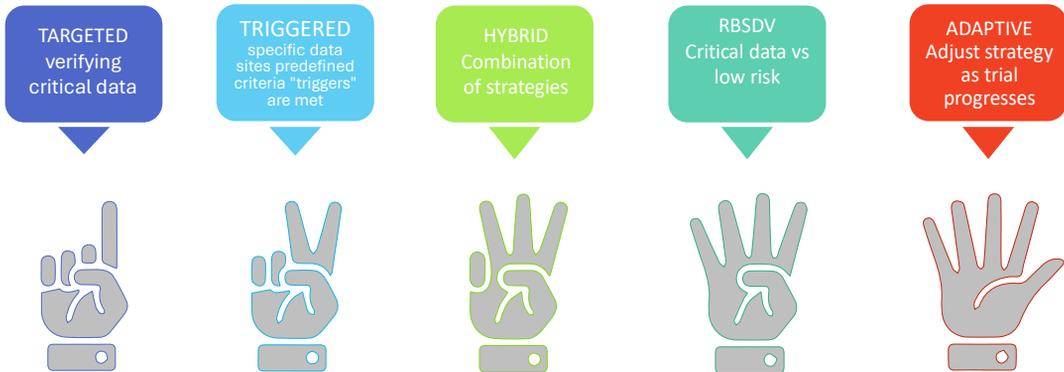 TARGETED
verifying
critical data
TRIGGERED
specific data
sites predefined
criteria "triggers"
are met
HYBRID
Combination
of strategies
RBSDV
Critical data vs
low risk
ADAPTIVE
Adjust strategy
as trial
progresses